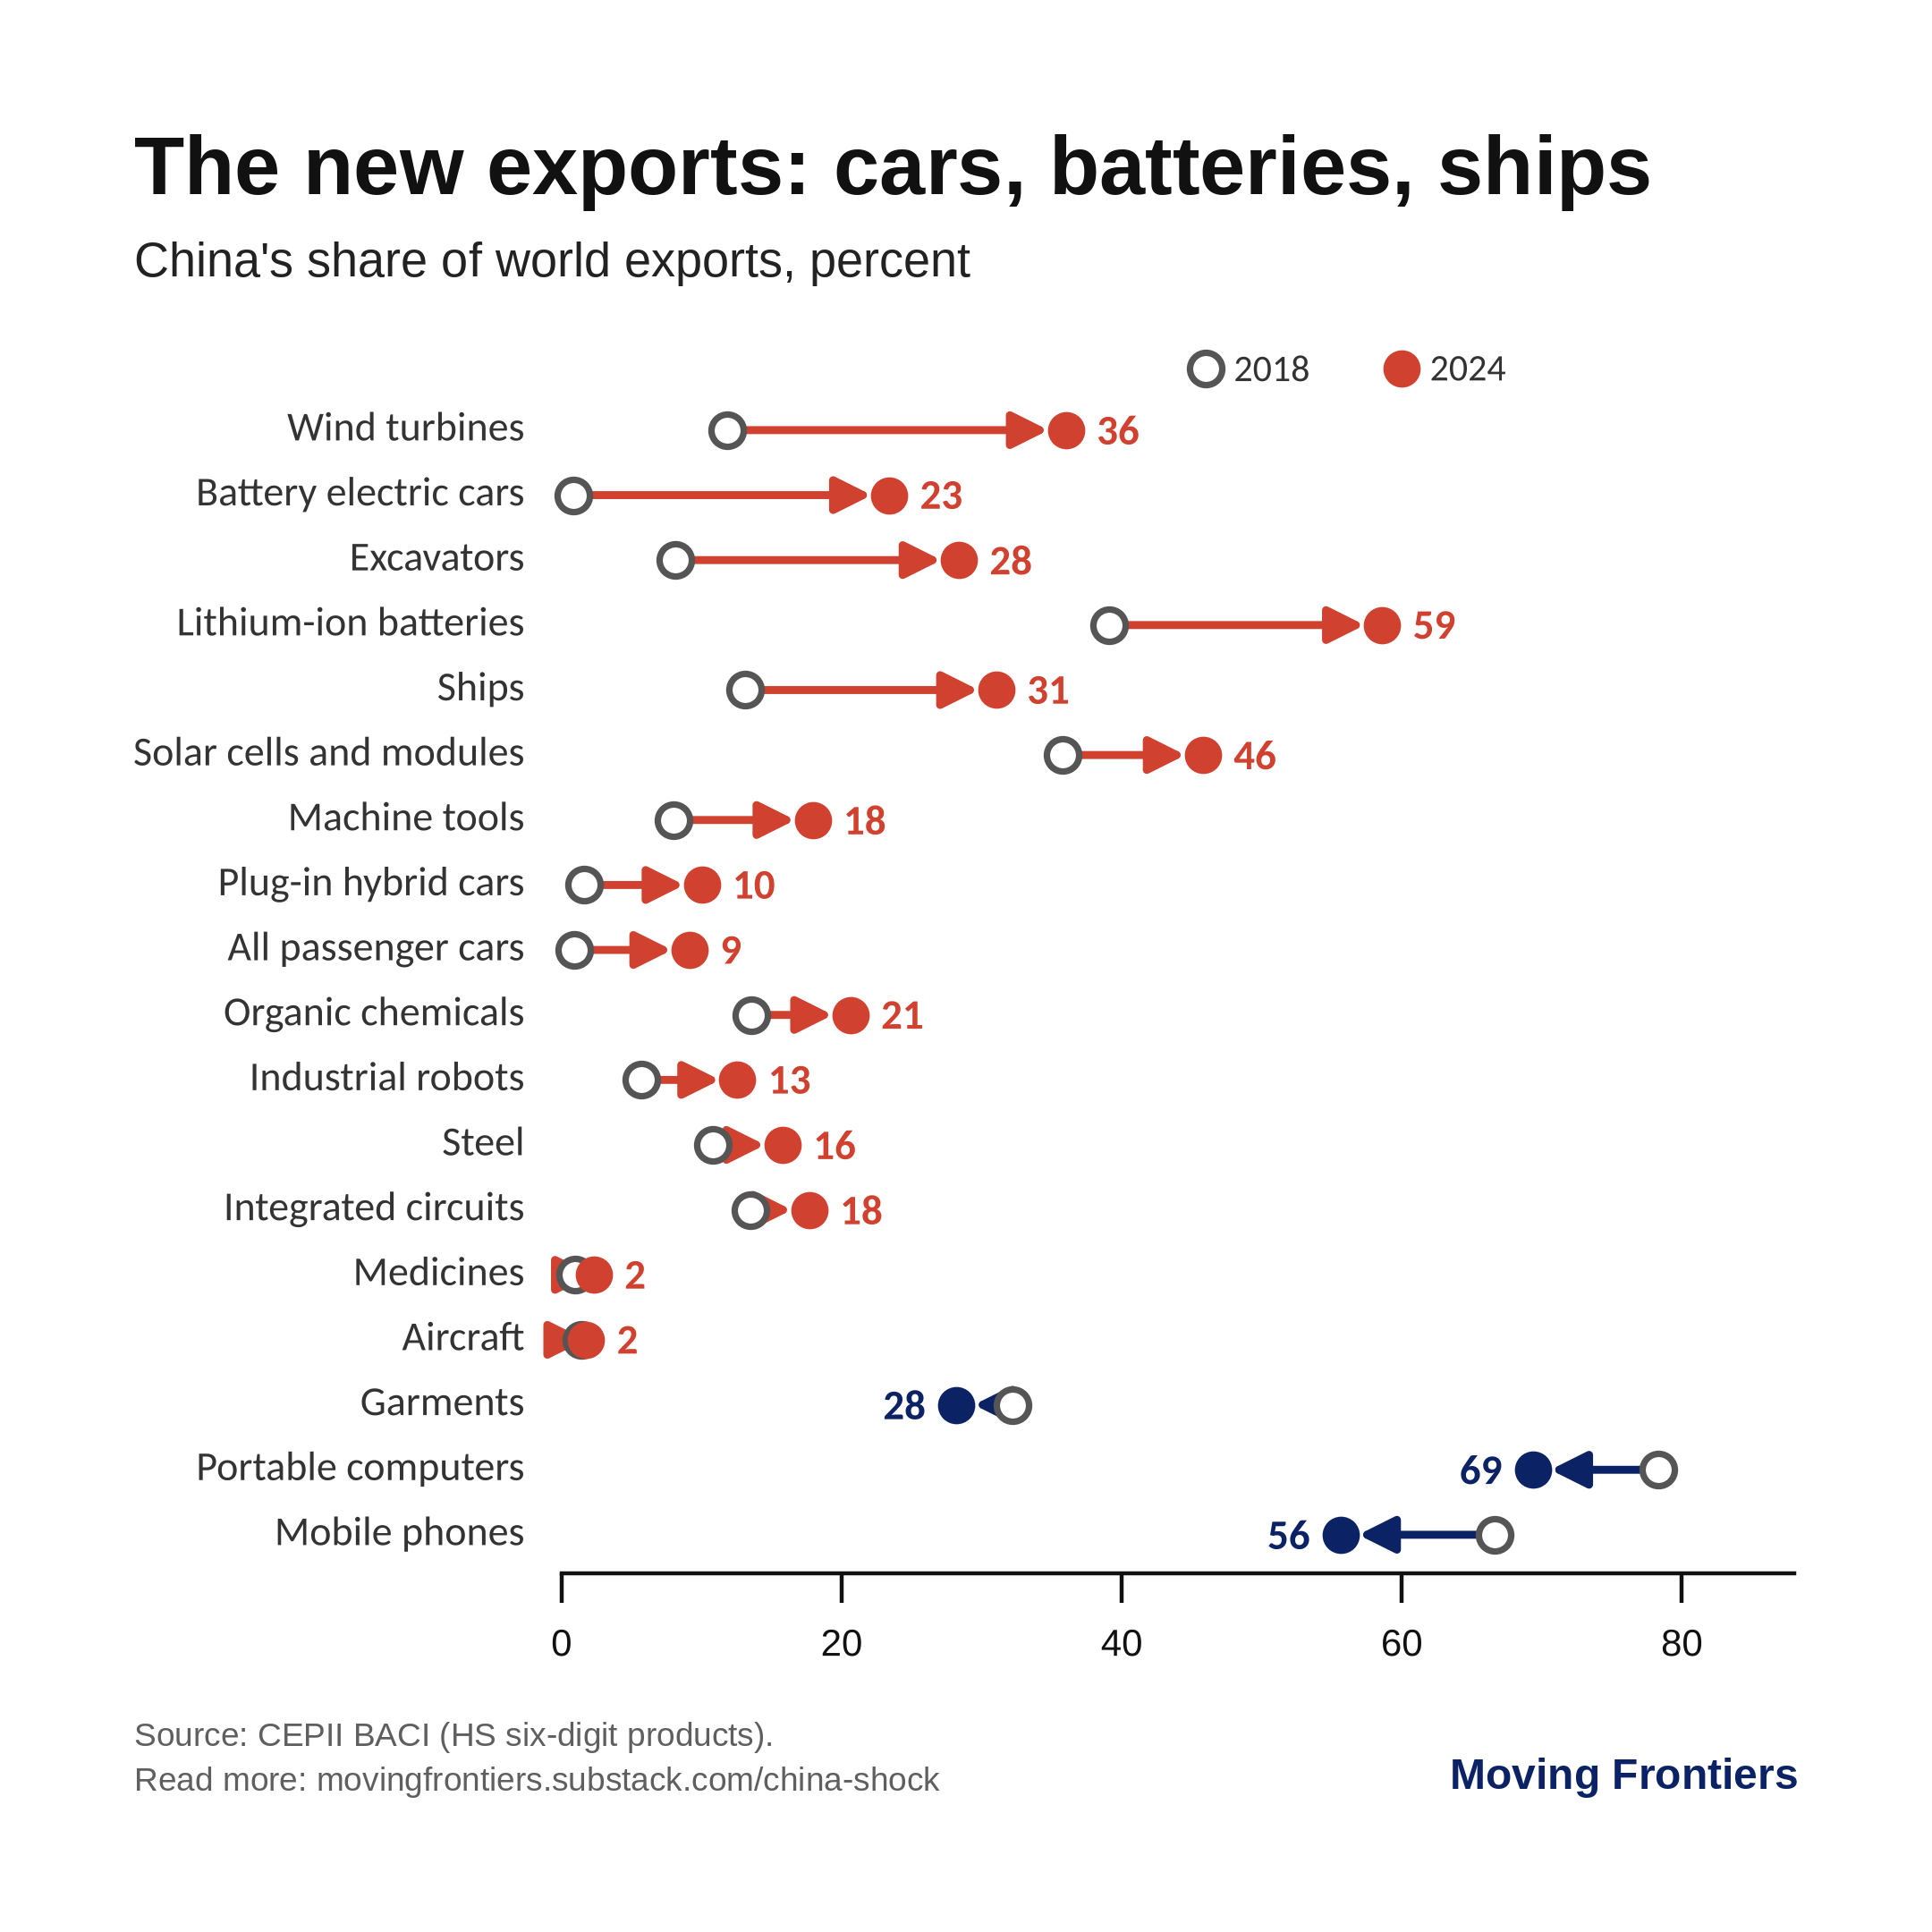 The new exports: cars, batteries, ships
China's share of world exports, percent
2018 2024
Wind turbines 36
Battery electric cars 23
Excavators 28
Lithium-ion batteries 59
Ships 31
Solar cells and modules 46
Machine tools 18
Plug-in hybrid cars 10
All passenger cars 9
Organic chemicals 21
Industrial robots 13
Steel 16
Integrated circuits 18
Medicines 2
Aircraft 2
Garments 28
Portable computers 69
Mobile phones 56
0 20 40 60 80
Source: CEPII BACI (HS six-digit products).
Read more: movingfrontiers.substack.com/china-shock
Moving Frontiers